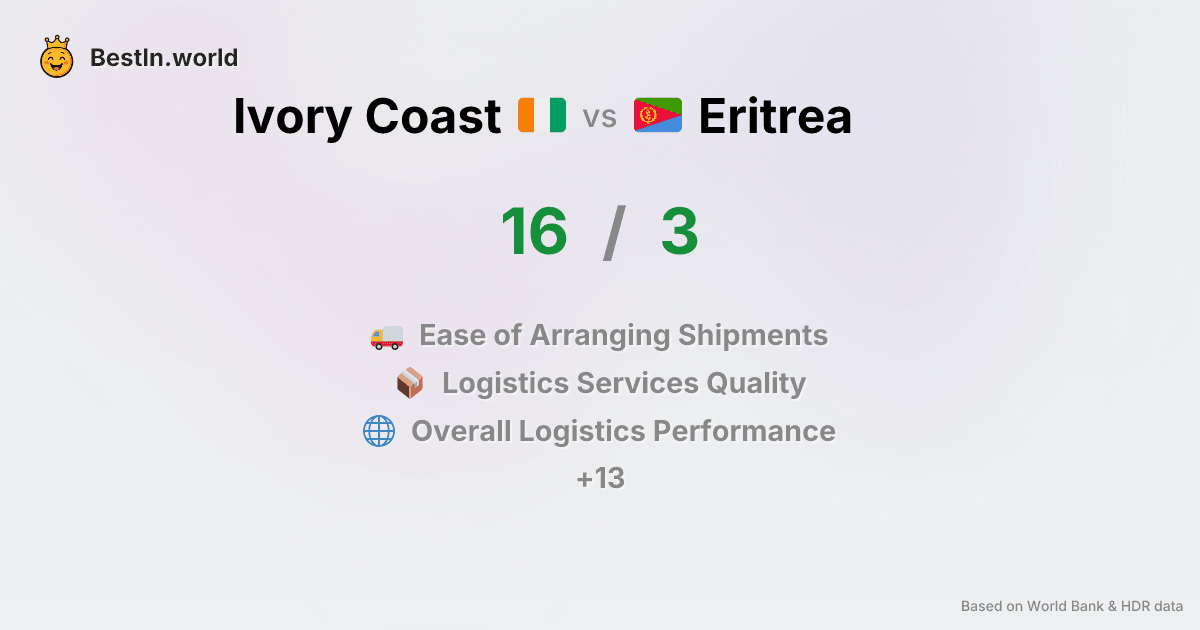 BestIn.world
Ivory Coast vs Eritrea
16 / 3
Ease of Arranging Shipments
Logistics Services Quality
Overall Logistics Performance
+13
Based on World Bank & HDR data